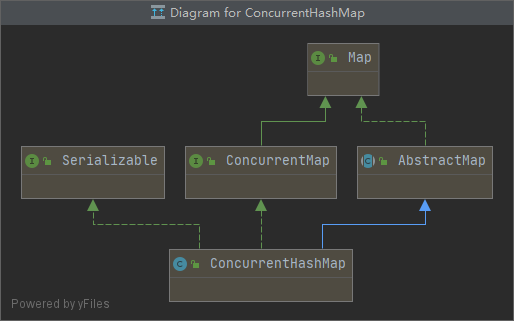 Diagram for ConcurrentHashMap
I Map
I Serializable
I ConcurrentMap
C AbstractMap
C ConcurrentHashMap
Powered by yFiles